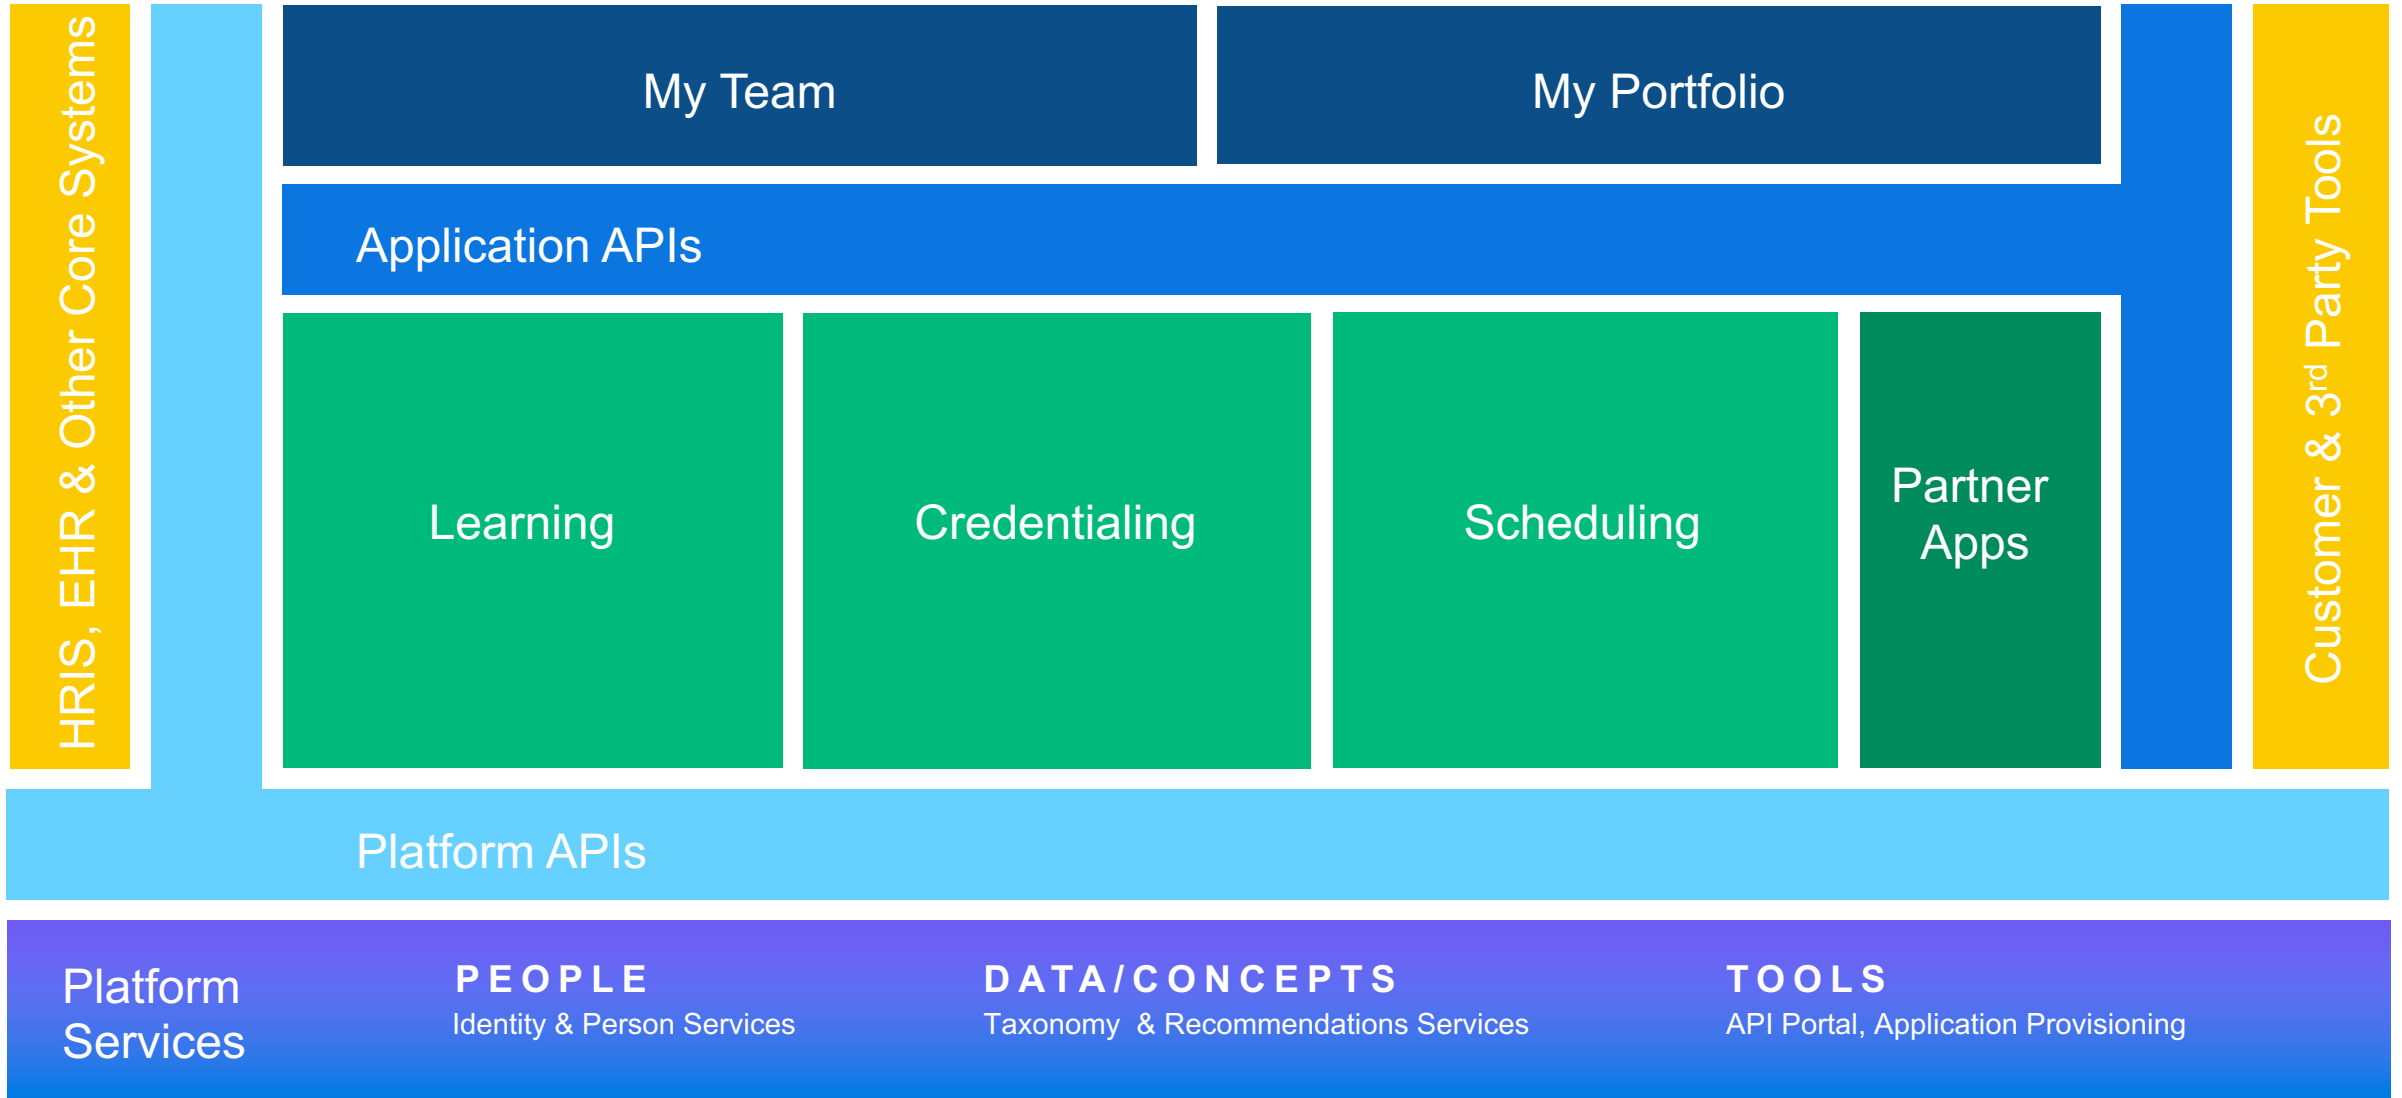 HRIS, EHR & Other Core Systems
My Team
My Portfolio
Customer & 3rd Party Tools
Application APIs
Learning
Credentialing
Scheduling
Partner
Apps
Platform APIs
Platform
Services
PEOPLE
Identity & Person Services
DATA/CONCEPTS
Taxonomy & Recommendations Services
TOOLS
API Portal, Application Provisioning